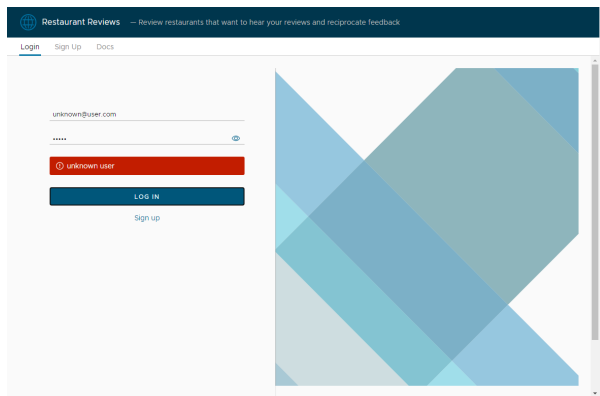 Restaurant Reviews — Review restaurants that want to hear your reviews and reciprocate feedback
Login Sign Up Docs
unknown@user.com
•••••
unknown user
LOG IN
Sign up